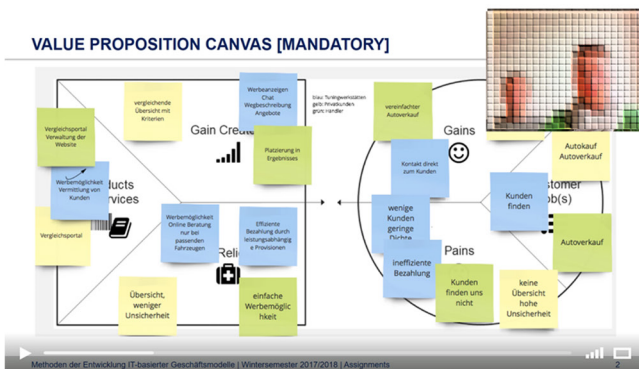 VALUE PROPOSITION CANVAS [MANDATORY]
Vergleichsportal
Verwaltung der
Website
vergleichende
Übersicht mit
Kriterien
Werbeanzeigen
Chat
Wegbeschreibung
Angebote
Gain Create
Platzierung in
Ergebnisses
Werbemöglichkeit
Vermittlung von
Kunden
ducts
ervices
Vergleichsportal
Werbemöglichkeit
Online Beratung
nur bei
passenden
Fahrzeugen
Effiziente
Bezahlung durch
leistungsabhängig
e Provisionen
Reli
Übersicht,
weniger
Unsicherheit
einfache
Werbemöglic
hkeit
blau: Tuningwerkstätten
gelb: Privatkunden
grün: Händler
vereinfachter
Autoverkauf
Gains
Kontakt direkt
zum Kunden
Autokauf
Autoverkauf
Kunden
finden
stomer
ob(s)
wenige
Kunden
geringe
Dichte
Autoverkauf
Pains
ineffiziente
Bezahlung
Kunden
finden uns
nicht
keine
Übersicht
hohe
Unsicherheit
Methoden der Entwicklung IT-basierter Geschäftsmodelle | Wintersemester 2017/2018 | Assignments
2